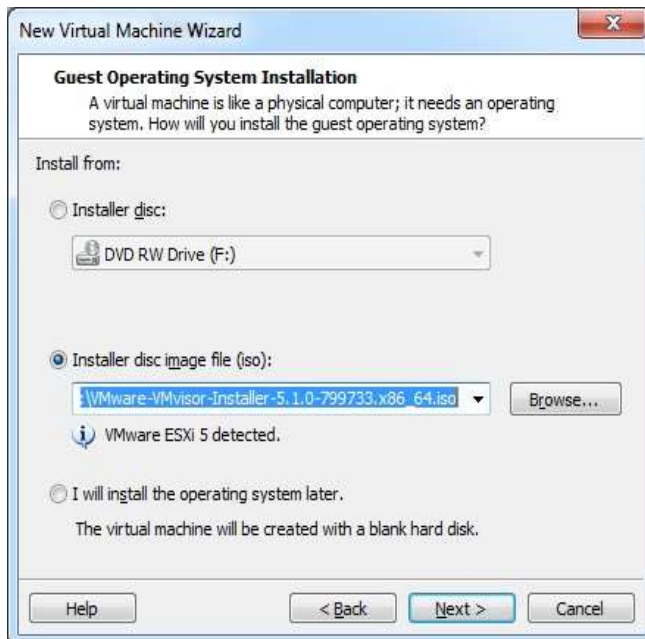 New Virtual Machine Wizard
Guest Operating System Installation
A virtual machine is like a physical computer; it needs an operating
system. How will you install the guest operating system?
Install from:
Installer disc:
DVD RW Drive (F:)
Installer disc image file (iso):
:\VMware-VMvisor-Installer-5.1.0-799733.x86_64.iso
Browse...
VMware ESXi 5 detected.
I will install the operating system later.
The virtual machine will be created with a blank hard disk.
Help
< Back
Next >
Cancel